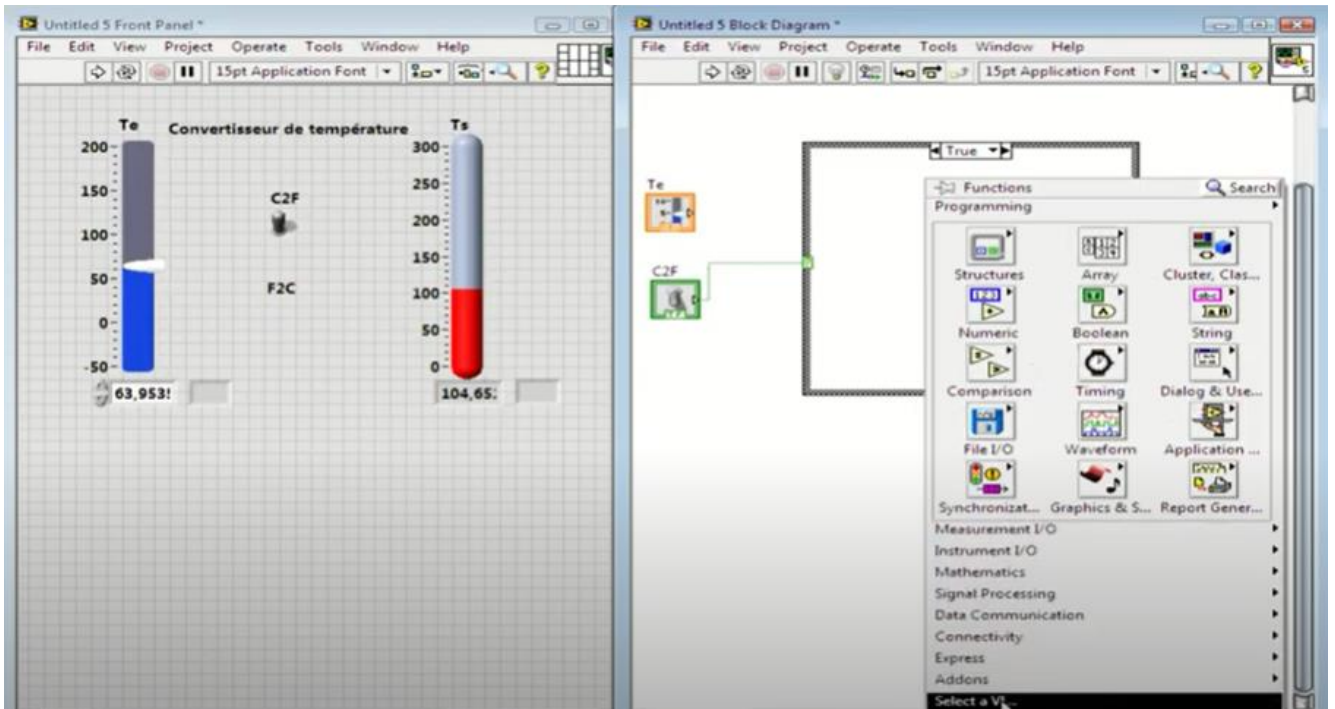 Untitled 5 Front Panel *
File Edit View Project Operate Tools Window Help
15pt Application Font
Te
Convertisseur de température
Ts
200
150
100
50
0
-50
C2F
F2C
300
250
200
150
100
50
0
63,953!
104,65:
Untitled 5 Block Diagram *
File Edit View Project Operate Tools Window Help
15pt Application Font
True
Te
C2F
Functions
Search
Programming
Structures Array Cluster, Clas...
Numeric Boolean String
Comparison Timing Dialog & Use...
File I/O Waveform Application ...
Synchronizat... Graphics & S... Report Gener...
Measurement I/O
Instrument I/O
Mathematics
Signal Processing
Data Communication
Connectivity
Express
Addons
Select a VI...